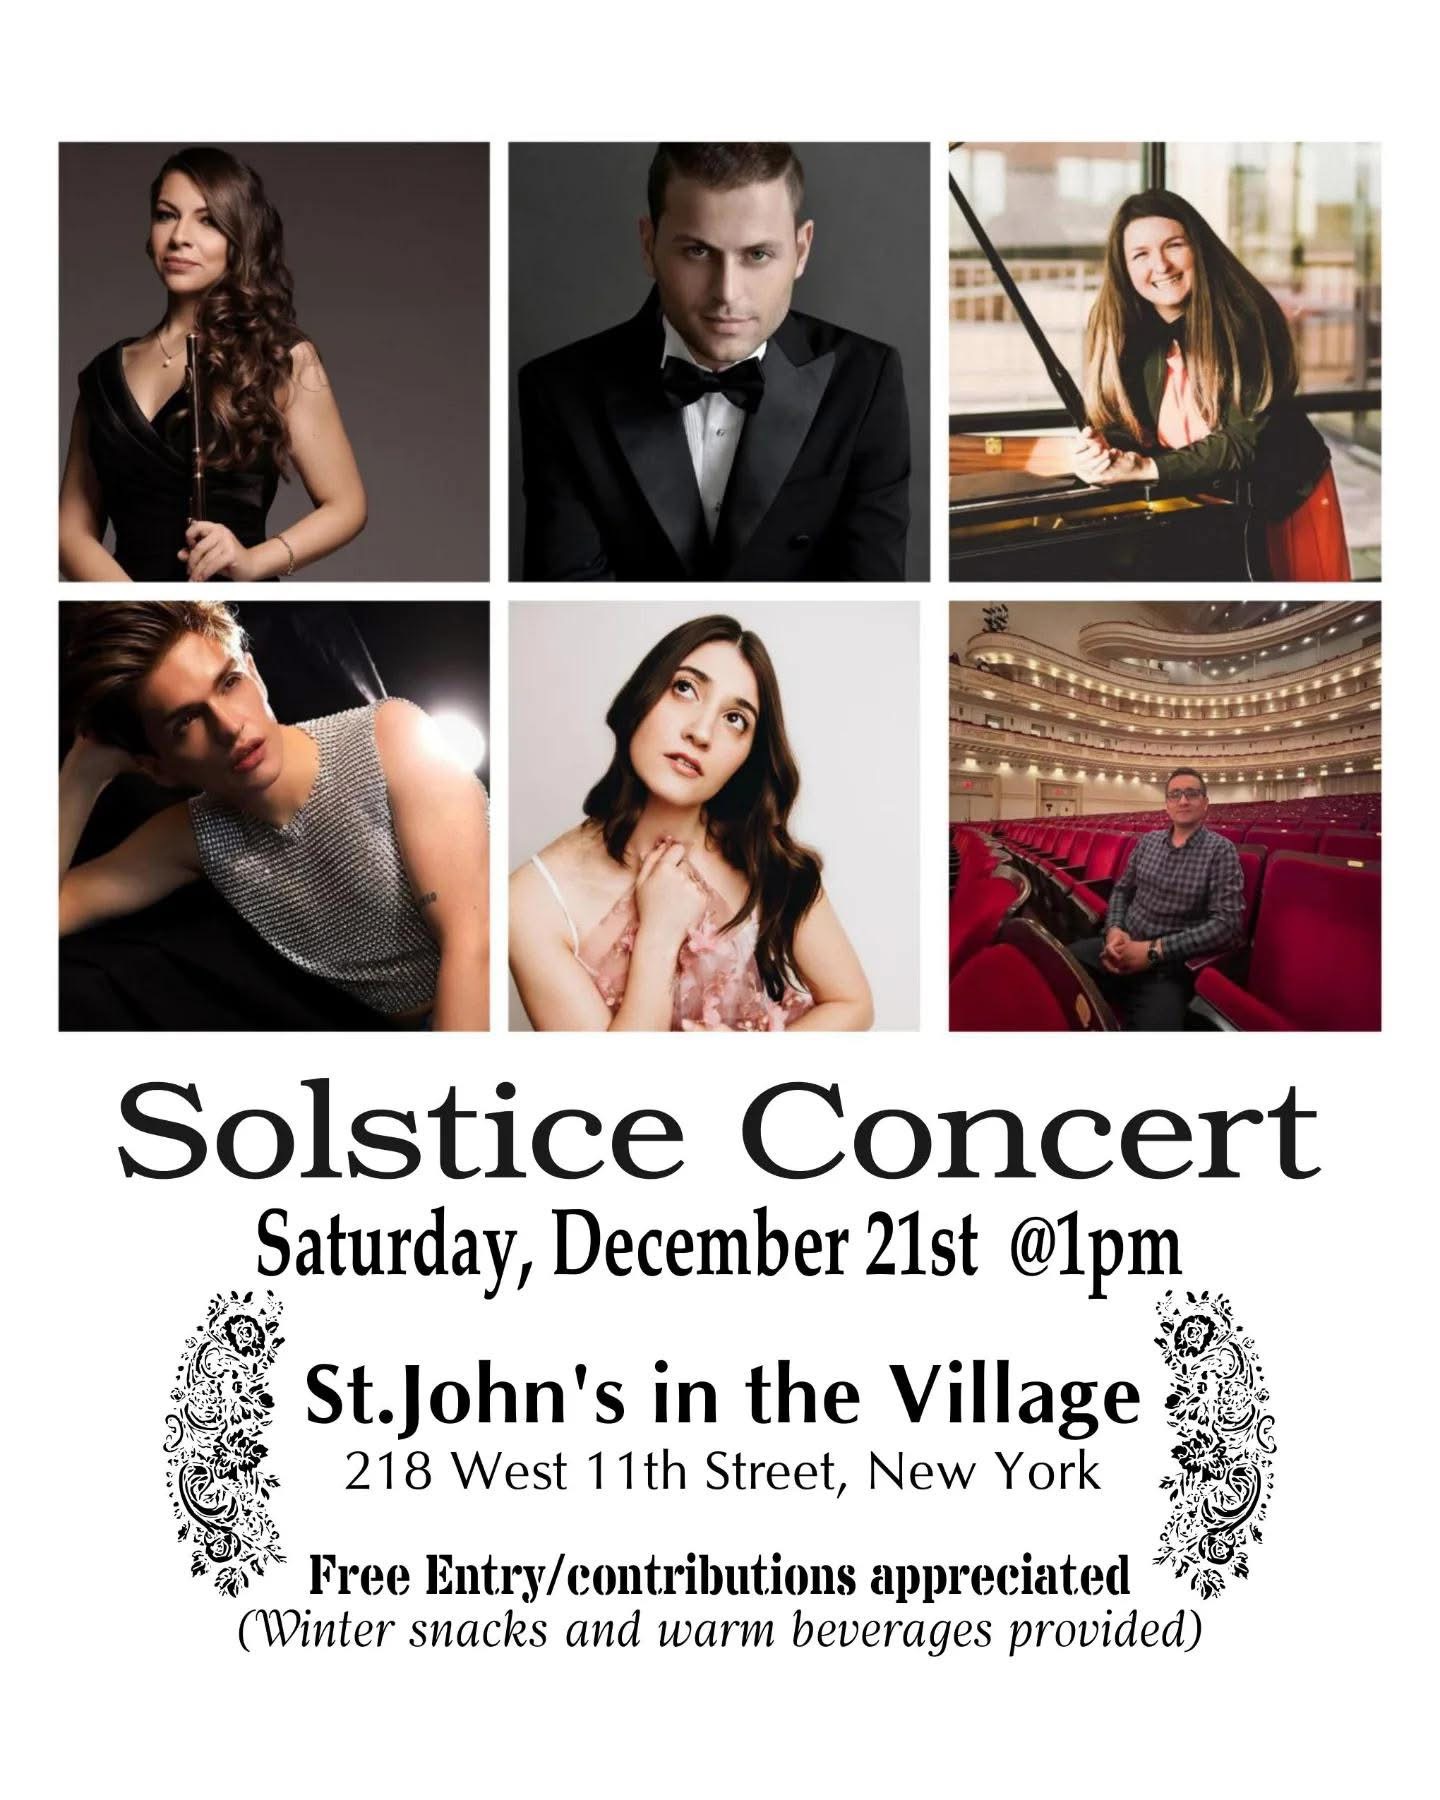 Solstice Concert
Saturday, December 21st @1pm
St.John's in the Village
218 West 11th Street, New York
Free Entry/contributions appreciated
(Winter snacks and warm beverages provided)